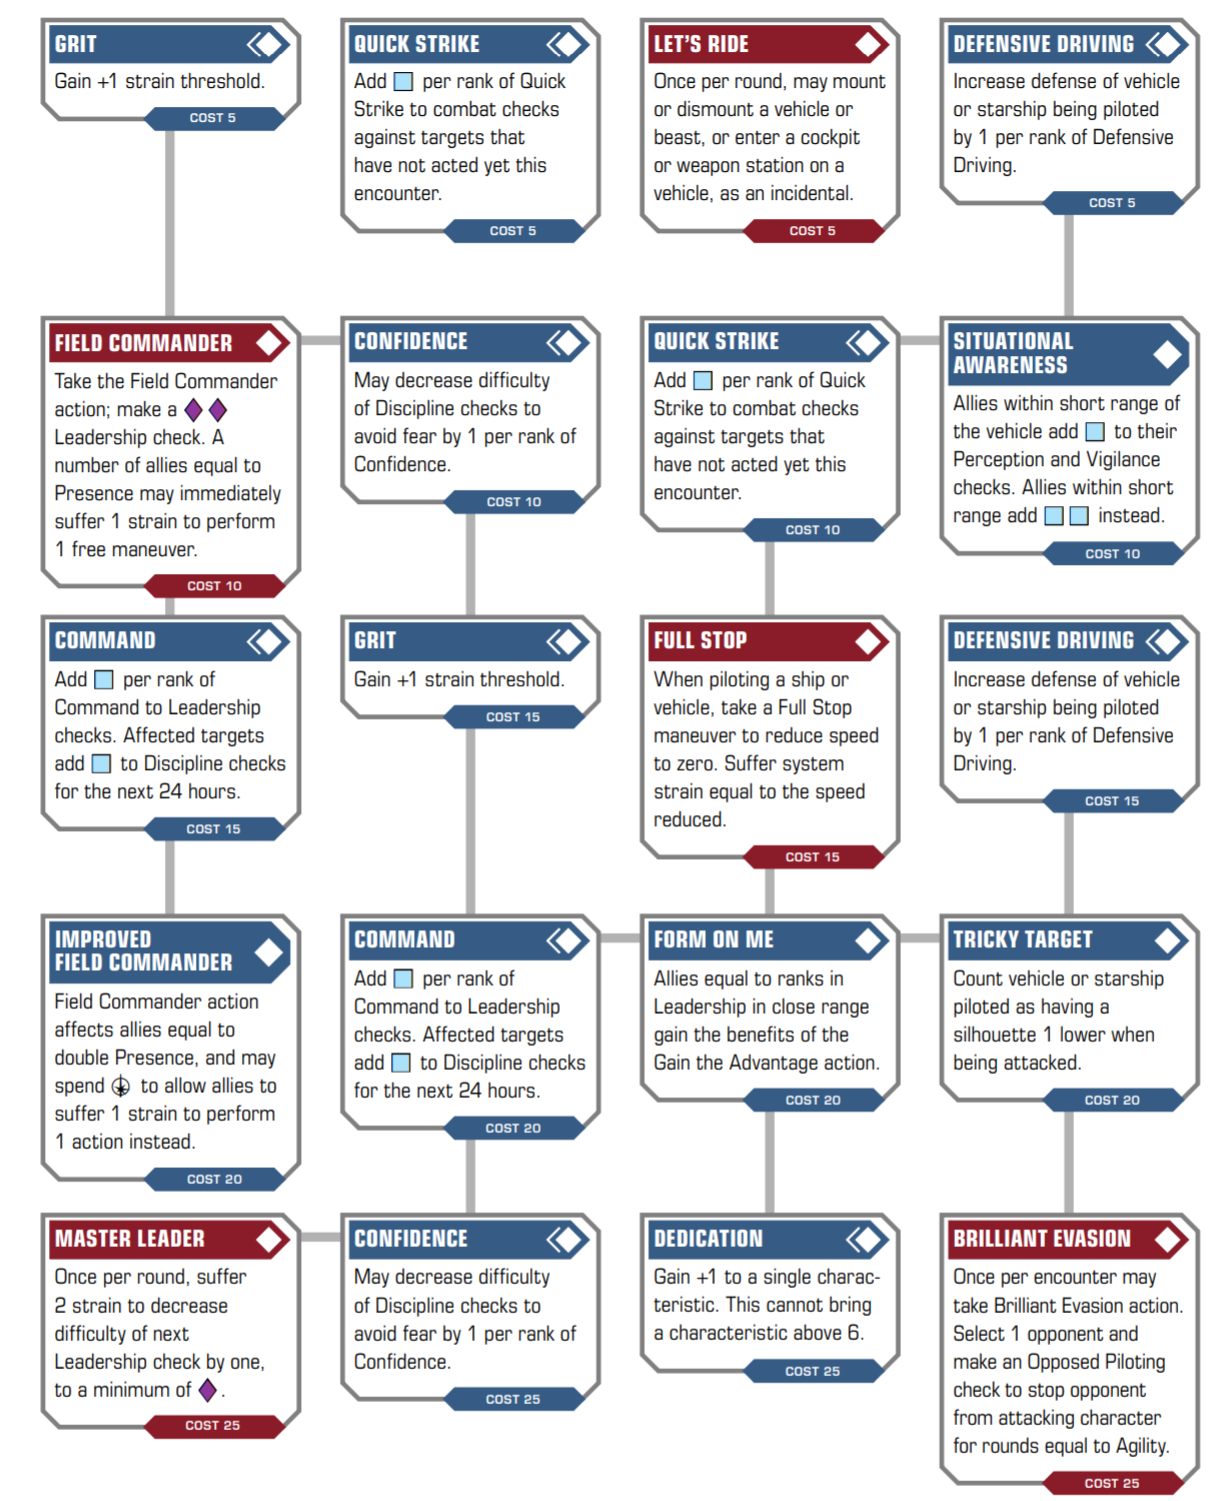 GRIT
Gain +1 strain threshold.
COST 5
QUICK STRIKE
Add per rank of Quick
Strike to combat checks
against targets that
have not acted yet this
encounter.
COST 5
LET'S RIDE
Once per round, may mount
or dismount a vehicle or
beast, or enter a cockpit
or weapon station on a
vehicle, as an incidental.
COST 5
DEFENSIVE DRIVING
Increase defense of vehicle
or starship being piloted
by 1 per rank of Defensive
Driving.
COST 5
FIELD COMMANDER
Take the Field Commander
action; make a
Leadership check. A
number of allies equal to
Presence may immediately
suffer 1 strain to perform
1 free maneuver.
COST 10
CONFIDENCE
May decrease difficulty
of Discipline checks to
avoid fear by 1 per rank of
Confidence.
COST 10
QUICK STRIKE
Add per rank of Quick
Strike to combat checks
against targets that
have not acted yet this
encounter.
COST 10
SITUATIONAL
AWARENESS
Allies within short range of
the vehicle add to their
Perception and Vigilance
checks. Allies within short
range add instead.
COST 10
COMMAND
Add per rank of
Command to Leadership
checks. Affected targets
add to Discipline checks
for the next 24 hours.
COST 15
GRIT
Gain +1 strain threshold.
COST 15
FULL STOP
When piloting a ship or
vehicle, take a Full Stop
maneuver to reduce speed
to zero. Suffer system
strain equal to the speed
reduced.
COST 15
DEFENSIVE DRIVING
Increase defense of vehicle
or starship being piloted
by 1 per rank of Defensive
Driving.
COST 15
IMPROVED
FIELD COMMANDER
Field Commander action
affects allies equal to
double Presence, and may
spend to allow allies to
suffer 1 strain to perform
1 action instead.
COST 20
COMMAND
Add per rank of
Command to Leadership
checks. Affected targets
add to Discipline checks
for the next 24 hours.
COST 20
FORM ON ME
Allies equal to ranks in
Leadership in close range
gain the benefits of the
Gain the Advantage action.
COST 20
TRICKY TARGET
Count vehicle or starship
piloted as having a
silhouette 1 lower when
being attacked.
COST 20
MASTER LEADER
Once per round, suffer
2 strain to decrease
difficulty of next
Leadership check by one,
to a minimum of .
COST 25
CONFIDENCE
May decrease difficulty
of Discipline checks to
avoid fear by 1 per rank of
Confidence.
COST 25
DEDICATION
Gain +1 to a single charac-
teristic. This cannot bring
a characteristic above 6.
COST 25
BRILLIANT EVASION
Once per encounter may
take Brilliant Evasion action.
Select 1 opponent and
make an Opposed Piloting
check to stop opponent
from attacking character
for rounds equal to Agility.
COST 25